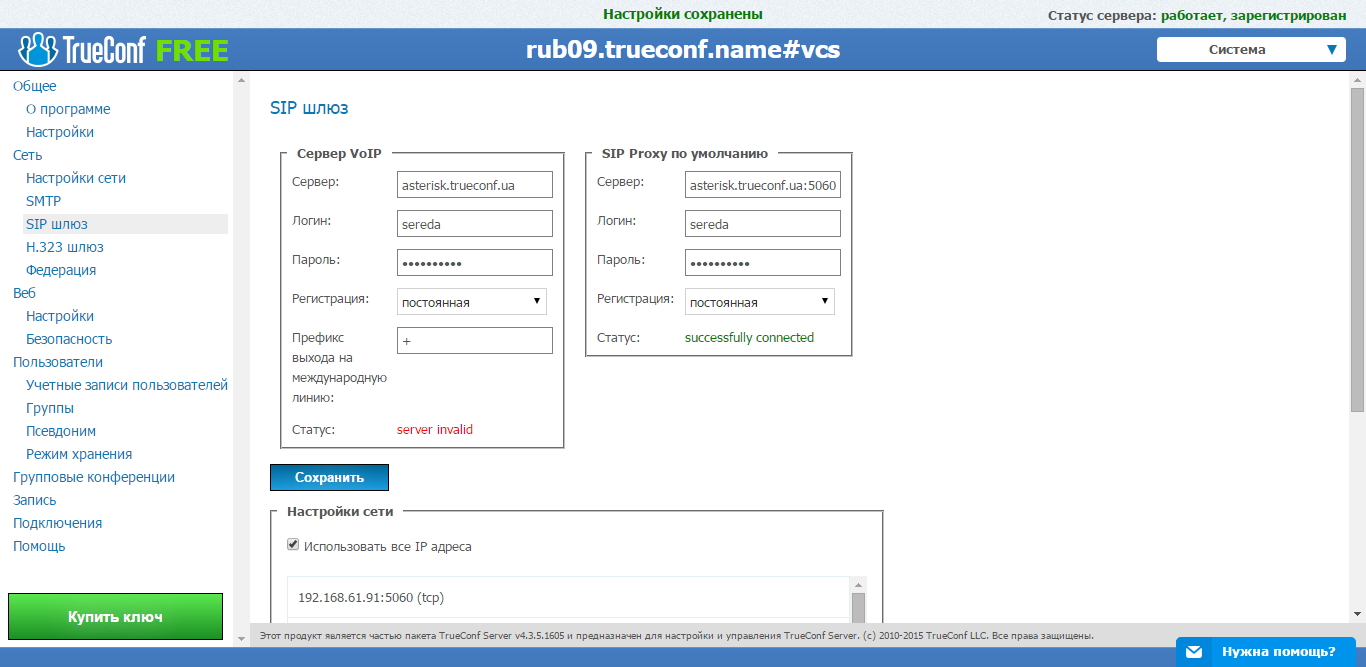 Настройки сохранены
Статус сервера: работает, зарегистрирован
TrueConf FREE
rub09.trueconf.name#vcs
Система
Общее
О программе
Настройки
Сеть
Настройки сети
SMTP
SIP шлюз
H.323 шлюз
Федерация
Веб
Настройки
Безопасность
Пользователи
Учетные записи пользователей
Группы
Псевдоним
Режим хранения
Групповые конференции
Запись
Подключения
Помощь
Купить ключ
SIP шлюз
Сервер VoIP
Сервер: asterisk.trueconf.ua
Логин: sereda
Пароль: ••••••••••
Регистрация: постоянная
Префикс
выхода на
международную
линию: +
Статус: server invalid
SIP Proxy по умолчанию
Сервер: asterisk.trueconf.ua:5060
Логин: sereda
Пароль: ••••••••••
Регистрация: постоянная
Статус: successfully connected
Сохранить
Настройки сети
Использовать все IP адреса
192.168.61.91:5060 (tcp)
Этот продукт является частью пакета TrueConf Server v4.3.5.1605 и предназначен для настройки и управления TrueConf Server. (c) 2010-2015 TrueConf LLC. Все права защищены.
Нужна помощь?